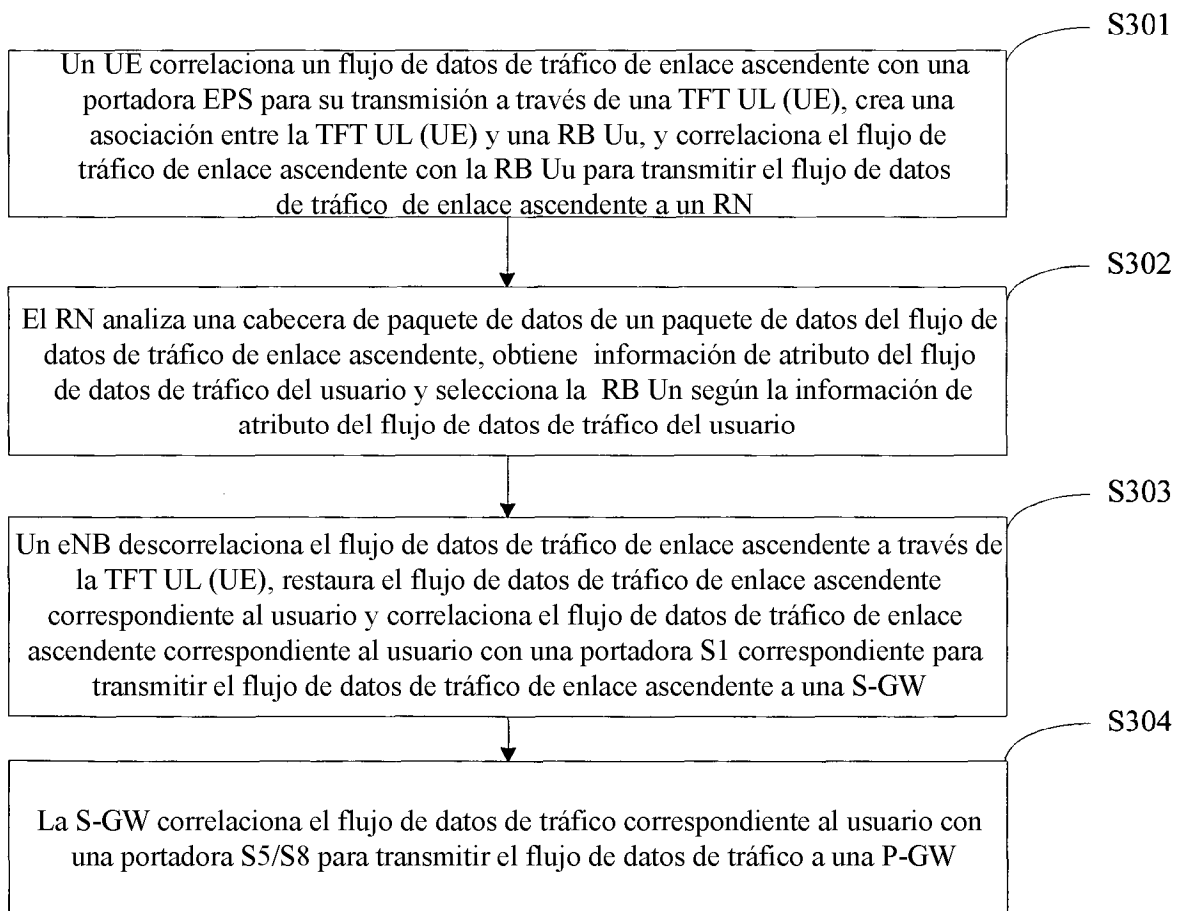 S301
Un UE correlaciona un flujo de datos de tráfico de enlace ascendente con una
portadora EPS para su transmisión a través de una TFT UL (UE), crea una
asociación entre la TFT UL (UE) y una RB Uu, y correlaciona el flujo de
tráfico de enlace ascendente con la RB Uu para transmitir el flujo de datos
de tráfico de enlace ascendente a un RN
S302
El RN analiza una cabecera de paquete de datos de un paquete de datos del flujo de
datos de tráfico de enlace ascendente, obtiene información de atributo del flujo
de datos de tráfico del usuario y selecciona la RB Un según la información de
atributo del flujo de datos de tráfico del usuario
S303
Un eNB descorrelaciona el flujo de datos de tráfico de enlace ascendente a través de
la TFT UL (UE), restaura el flujo de datos de tráfico de enlace ascendente
correspondiente al usuario y correlaciona el flujo de datos de tráfico de enlace
ascendente correspondiente al usuario con una portadora S1 correspondiente para
transmitir el flujo de datos de tráfico de enlace ascendente a una S-GW
S304
La S-GW correlaciona el flujo de datos de tráfico correspondiente al usuario con
una portadora S5/S8 para transmitir el flujo de datos de tráfico a una P-GW